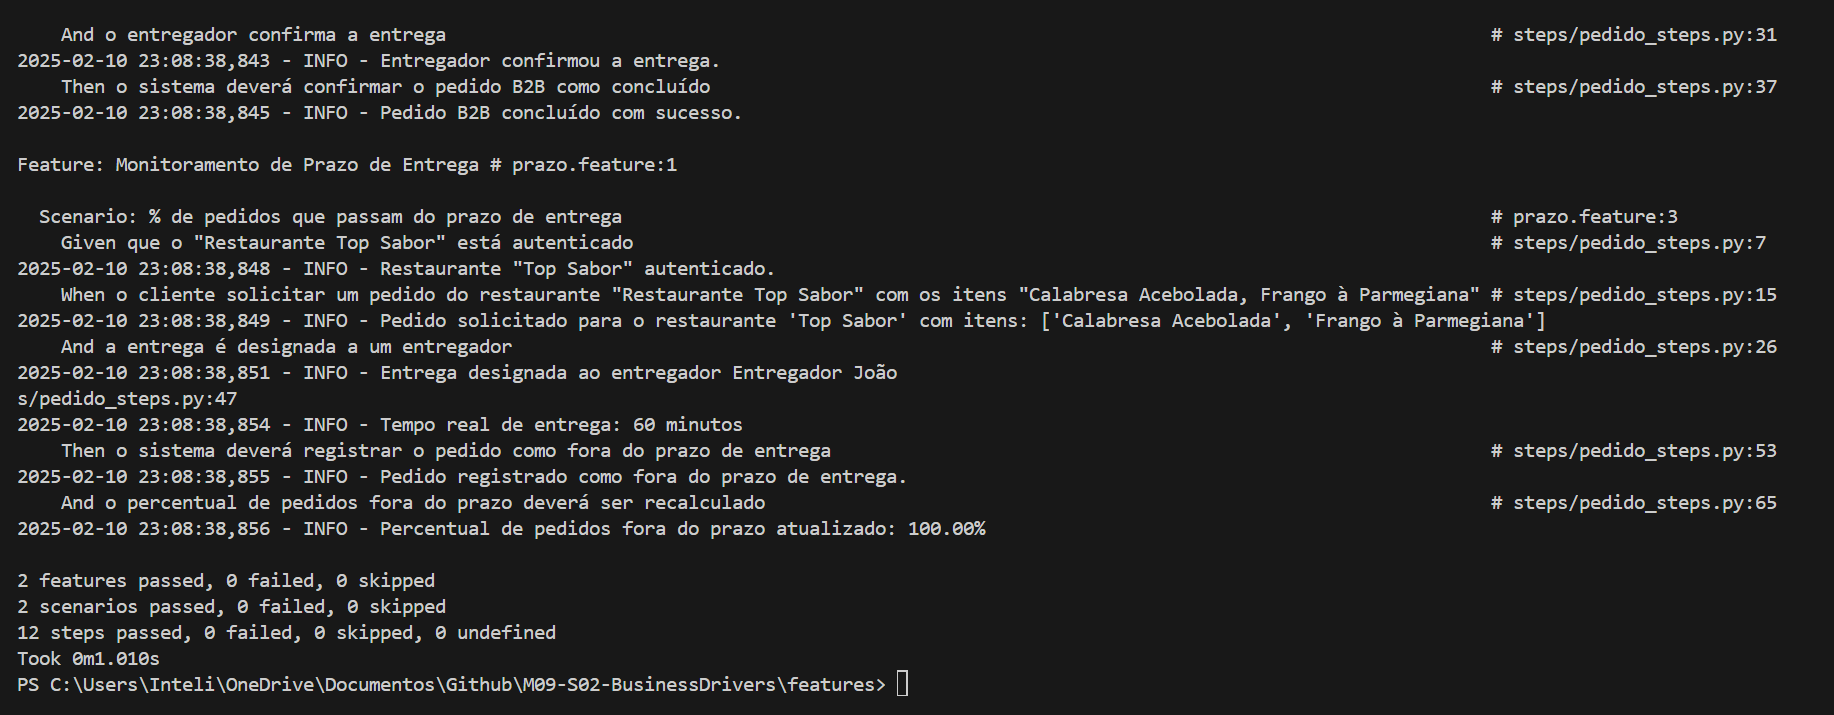 And o entregador confirma a entrega # steps/pedido_steps.py:31
2025-02-10 23:08:38,843 - INFO - Entregador confirmou a entrega.
Then o sistema deverá confirmar o pedido B2B como concluído # steps/pedido_steps.py:37
2025-02-10 23:08:38,845 - INFO - Pedido B2B concluído com sucesso.
Feature: Monitoramento de Prazo de Entrega # prazo.feature:1
Scenario: % de pedidos que passam do prazo de entrega # prazo.feature:3
Given que o "Restaurante Top Sabor" está autenticado # steps/pedido_steps.py:7
2025-02-10 23:08:38,848 - INFO - Restaurante "Top Sabor" autenticado.
When o cliente solicitar um pedido do restaurante "Restaurante Top Sabor" com os itens "Calabresa Acebolada, Frango à Parmegiana" # steps/pedido_steps.py:15
2025-02-10 23:08:38,849 - INFO - Pedido solicitado para o restaurante 'Top Sabor' com itens: ['Calabresa Acebolada', 'Frango à Parmegiana']
And a entrega é designada a um entregador # steps/pedido_steps.py:26
2025-02-10 23:08:38,851 - INFO - Entrega designada ao entregador Entregador João
s/pedido_steps.py:47
2025-02-10 23:08:38,854 - INFO - Tempo real de entrega: 60 minutos
Then o sistema deverá registrar o pedido como fora do prazo de entrega # steps/pedido_steps.py:53
2025-02-10 23:08:38,855 - INFO - Pedido registrado como fora do prazo de entrega.
And o percentual de pedidos fora do prazo deverá ser recalculado # steps/pedido_steps.py:65
2025-02-10 23:08:38,856 - INFO - Percentual de pedidos fora do prazo atualizado: 100.00%
2 features passed, 0 failed, 0 skipped
2 scenarios passed, 0 failed, 0 skipped
12 steps passed, 0 failed, 0 skipped, 0 undefined
Took 0m1.010s
PS C:\Users\Inteli\OneDrive\Documentos\Github\M09-S02-BusinessDrivers\features>